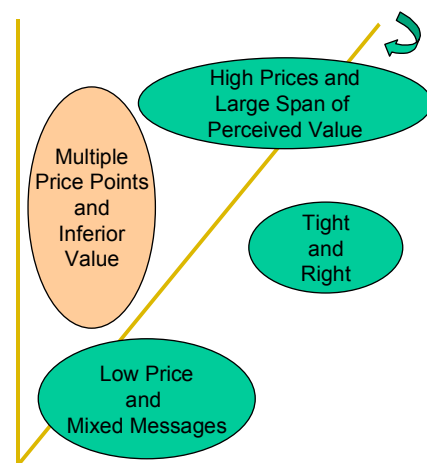 High Prices and
Large Span of
Perceived Value
Multiple
Price Points
and
Inferior
Value
Tight
and
Right
Low Price
and
Mixed Messages